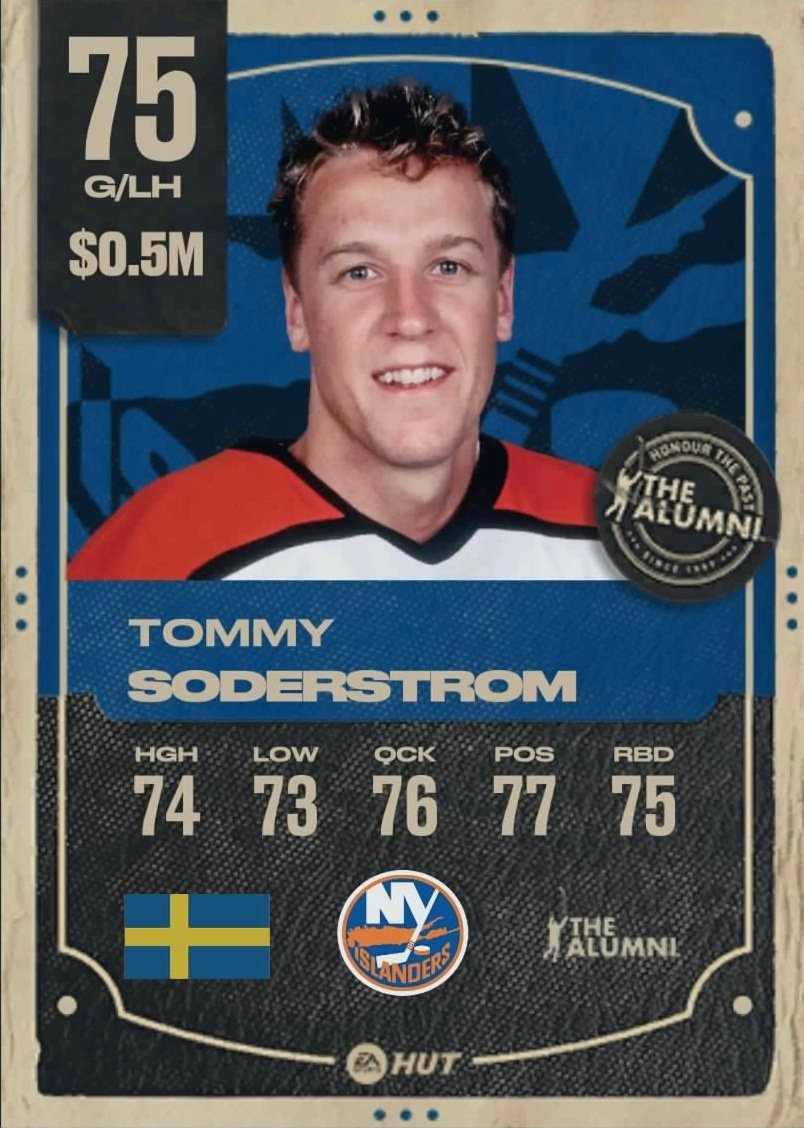 75
G/LH
$0.5M
HONOUR THE PAST
THE
ALUMNI
TOMMY
SODERSTROM
HGH LOW QCK POS RBD
74 73 76 77 75
NY
ISLANDERS
THE
ALUMNI
EA
HUT